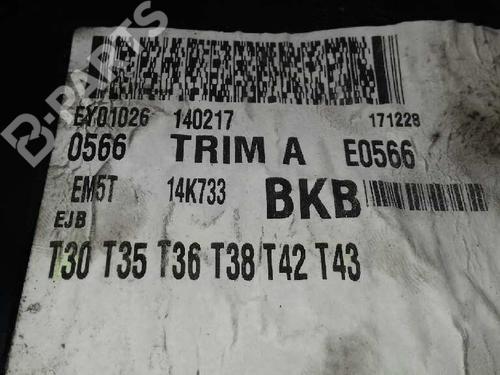 B-PARTS
EY01026 140217 171228
0566 TRIM A E0566
EM5T 14K733 BKB
EJB
T30 T35 T36 T38 T42 T43